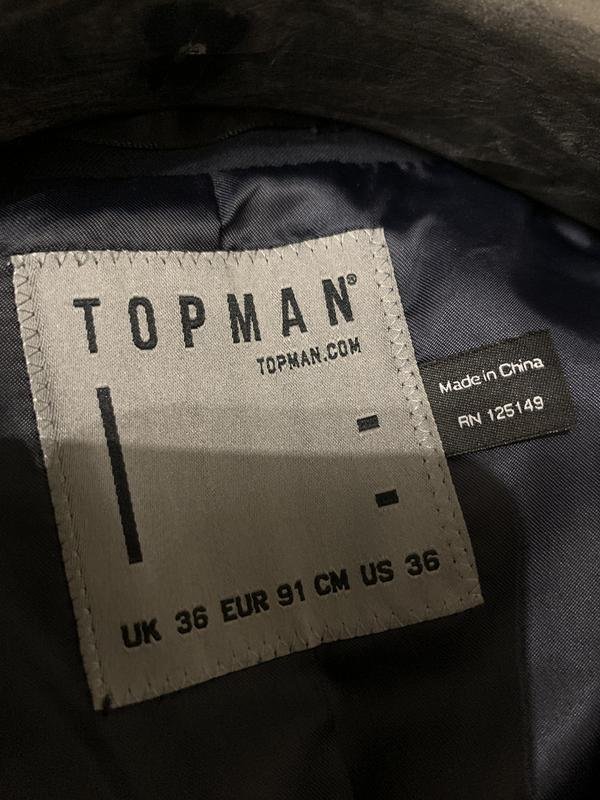 TOPMAN®
TOPMAN.COM
UK 36 EUR 91 CM US 36
Made in China
RN 125149